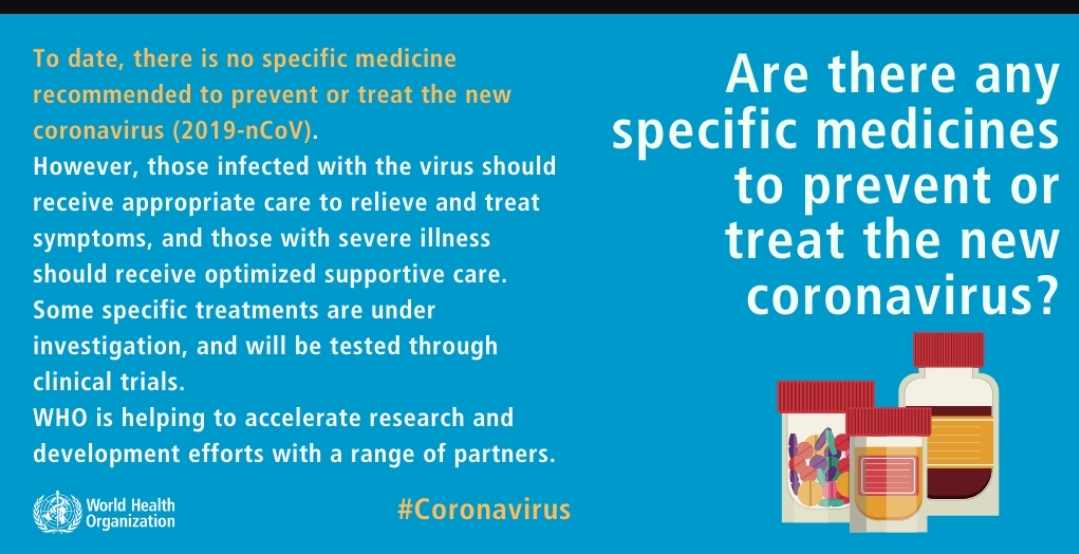 To date, there is no specific medicine
recommended to prevent or treat the new
coronavirus (2019-nCoV).
However, those infected with the virus should
receive appropriate care to relieve and treat
symptoms, and those with severe illness
should receive optimized supportive care.
Some specific treatments are under
investigation, and will be tested through
clinical trials.
WHO is helping to accelerate research and
development efforts with a range of partners.
World Health
Organization
#Coronavirus
Are there any
specific medicines
to prevent or
treat the new
coronavirus?